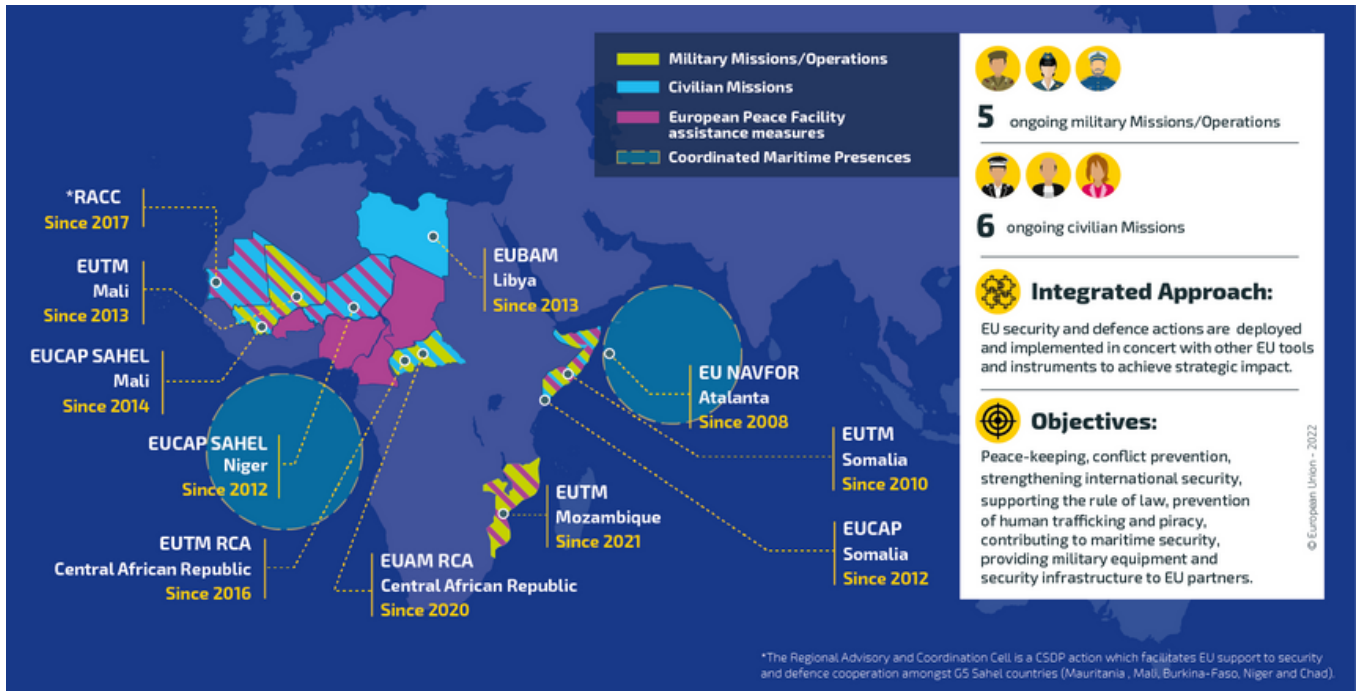 Military Missions/Operations
Civilian Missions
European Peace Facility
assistance measures
Coordinated Maritime Presences
*RACC
Since 2017
EUTM
Mali
Since 2013
EUCAP SAHEL
Mali
Since 2014
EUCAP SAHEL
Niger
Since 2012
EUTM RCA
Central African Republic
Since 2016
EUAM RCA
Central African Republic
Since 2020
EUBAM
Libya
Since 2013
EU NAVFOR
Atalanta
Since 2008
EUTM
Somalia
Since 2010
EUCAP
Somalia
Since 2012
EUTM
Mozambique
Since 2021
5 ongoing military Missions/Operations
6 ongoing civilian Missions
Integrated Approach:
EU security and defence actions are deployed
and implemented in concert with other EU tools
and instruments to achieve strategic impact.
Objectives:
Peace-keeping, conflict prevention,
strengthening international security,
supporting the rule of law, prevention
of human trafficking and piracy,
contributing to maritime security,
providing military equipment and
security infrastructure to EU partners.
© European Union - 2022
*The Regional Advisory and Coordination Cell is a CSDP action which facilitates EU support to security
and defence cooperation amongst G5 Sahel countries (Mauritania , Mali, Burkina-Faso, Niger and Chad).